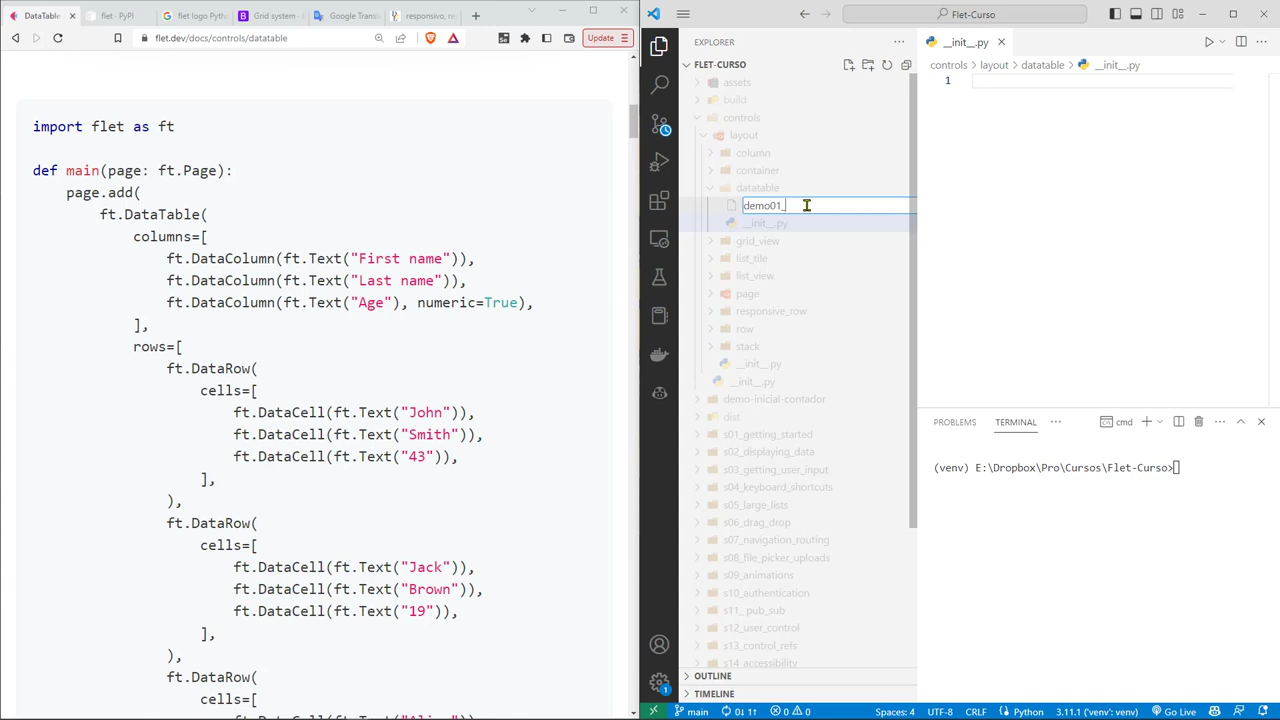 DataTable
flet · PyPI
flet logo Pytho
Grid system ·
Google Transl
responsivo, re
flet.dev/docs/controls/datatable
Update
import flet as ft
def main(page: ft.Page):
page.add(
ft.DataTable(
columns=[
ft.DataColumn(ft.Text("First name")),
ft.DataColumn(ft.Text("Last name")),
ft.DataColumn(ft.Text("Age"), numeric=True),
],
rows=[
ft.DataRow(
cells=[
ft.DataCell(ft.Text("John")),
ft.DataCell(ft.Text("Smith")),
ft.DataCell(ft.Text("43")),
],
),
ft.DataRow(
cells=[
ft.DataCell(ft.Text("Jack")),
ft.DataCell(ft.Text("Brown")),
ft.DataCell(ft.Text("19")),
],
),
ft.DataRow(
cells=[
Flet-Curso
EXPLORER
FLET-CURSO
assets
build
controls
layout
column
container
datatable
demo01_
__init__.py
grid_view
list_tile
list_view
page
responsive_row
row
stack
__init__.py
__init__.py
demo-inicial-contador
dist
s01_getting_started
s02_displaying_data
s03_getting_user_input
s04_keyboard_shortcuts
s05_large_lists
s06_drag_drop
s07_navigation_routing
s08_file_picker_uploads
s09_animations
s10_authentication
s11_pub_sub
s12_user_control
s13_control_refs
s14_accessibility
OUTLINE
TIMELINE
__init__.py
controls > layout > datatable > __init__.py
1
PROBLEMS
TERMINAL
cmd
(venv) E:\Dropbox\Pro\Cursos\Flet-Curso>
1
main
0↓ 1↑
0 0
Spaces: 4
UTF-8
CRLF
Python
3.11.1 ('venv': venv)
Go Live